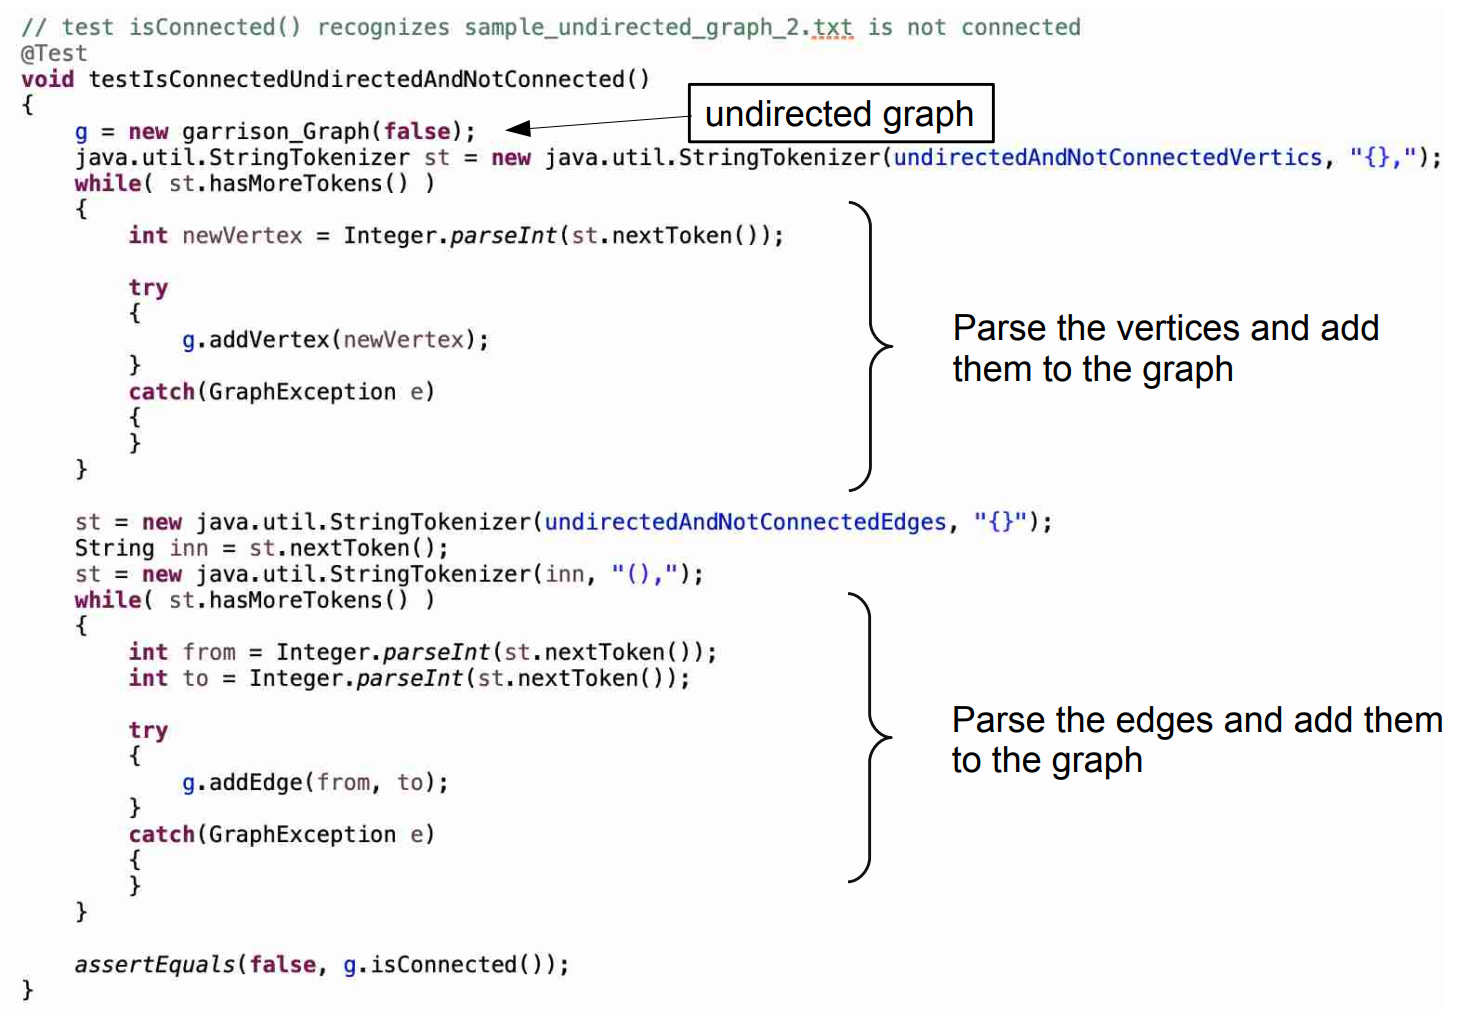 // test isConnected() recognizes sample_undirected_graph_2.txt is not connected
@Test
void testIsConnectedUndirectedAndNotConnected()
{
undirected graph
g = new garrison_Graph(false);
java.util.StringTokenizer st = new java.util.StringTokenizer(undirectedAndNotConnectedVertics, "{},");
while( st.hasMoreTokens() )
{
int newVertex = Integer.parseInt(st.nextToken());
try
{
g.addVertex(newVertex);
}
catch(GraphException e)
{
}
}
Parse the vertices and add
them to the graph
st = new java.util.StringTokenizer(undirectedAndNotConnectedEdges, "{}");
String inn = st.nextToken();
st = new java.util.StringTokenizer(inn, "(),");
while( st.hasMoreTokens() )
{
int from = Integer.parseInt(st.nextToken());
int to = Integer.parseInt(st.nextToken());
try
{
g.addEdge(from, to);
}
catch(GraphException e)
{
}
}
Parse the edges and add them
to the graph
assertEquals(false, g.isConnected());
}